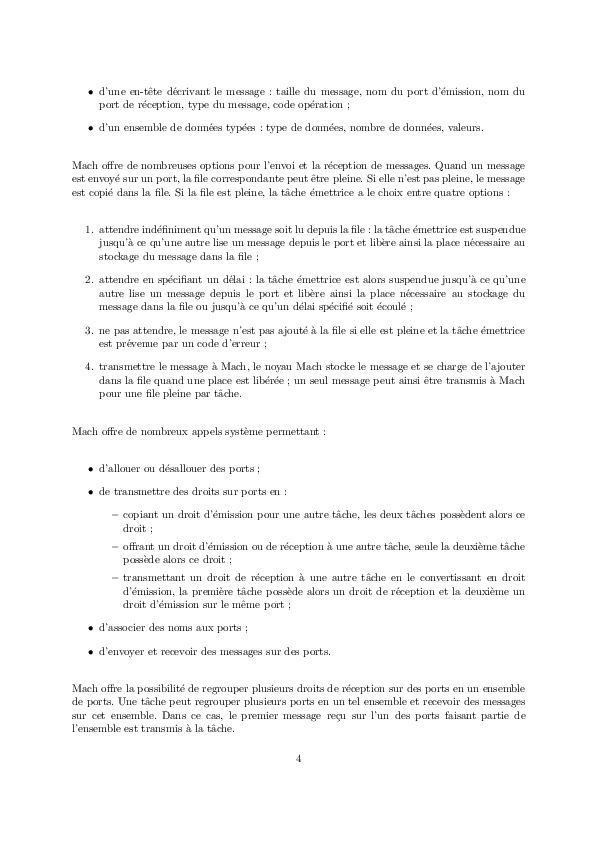 • d'une en-tête décrivant le message : taille du message, nom du port d'émission, nom du
port de réception, type du message, code opération ;
• d'un ensemble de données typées : type de données, nombre de données, valeurs.
Mach offre de nombreuses options pour l'envoi et la réception de messages. Quand un message
est envoyé sur un port, la file correspondante peut être pleine. Si elle n'est pas pleine, le message
est copié dans la file. Si la file est pleine, la tâche émettrice a le choix entre quatre options :
1. attendre indéfiniment qu'un message soit lu depuis la file : la tâche émettrice est suspendue
jusqu'à ce qu'une autre lise un message depuis le port et libère ainsi la place nécessaire au
stockage du message dans la file ;
2. attendre en spécifiant un délai : la tâche émettrice est alors suspendue jusqu'à ce qu'une
autre lise un message depuis le port et libère ainsi la place nécessaire au stockage du
message dans la file ou jusqu'à ce qu'un délai spécifié soit écoulé ;
3. ne pas attendre, le message n'est pas ajouté à la file si elle est pleine et la tâche émettrice
est prévenue par un code d'erreur ;
4. transmettre le message à Mach, le noyau Mach stocke le message et se charge de l'ajouter
dans la file quand une place est libérée ; un seul message peut ainsi être transmis à Mach
pour une file pleine par tâche.
Mach offre de nombreux appels système permettant :
• d'allouer ou désallouer des ports ;
• de transmettre des droits sur ports en :
– copiant un droit d'émission pour une autre tâche, les deux tâches possèdent alors ce
droit ;
– offrant un droit d'émission ou de réception à une autre tâche, seule la deuxième tâche
possède alors ce droit ;
– transmettant un droit de réception à une autre tâche en le convertissant en droit
d'émission, la première tâche possède alors un droit de réception et la deuxième un
droit d'émission sur le même port ;
• d'associer des noms aux ports ;
• d'envoyer et recevoir des messages sur des ports.
Mach offre la possibilité de regrouper plusieurs droits de réception sur des ports en un ensemble
de ports. Une tâche peut regrouper plusieurs ports en un tel ensemble et recevoir des messages
sur cet ensemble. Dans ce cas, le premier message reçu sur l'un des ports faisant partie de
l'ensemble est transmis à la tâche.
4